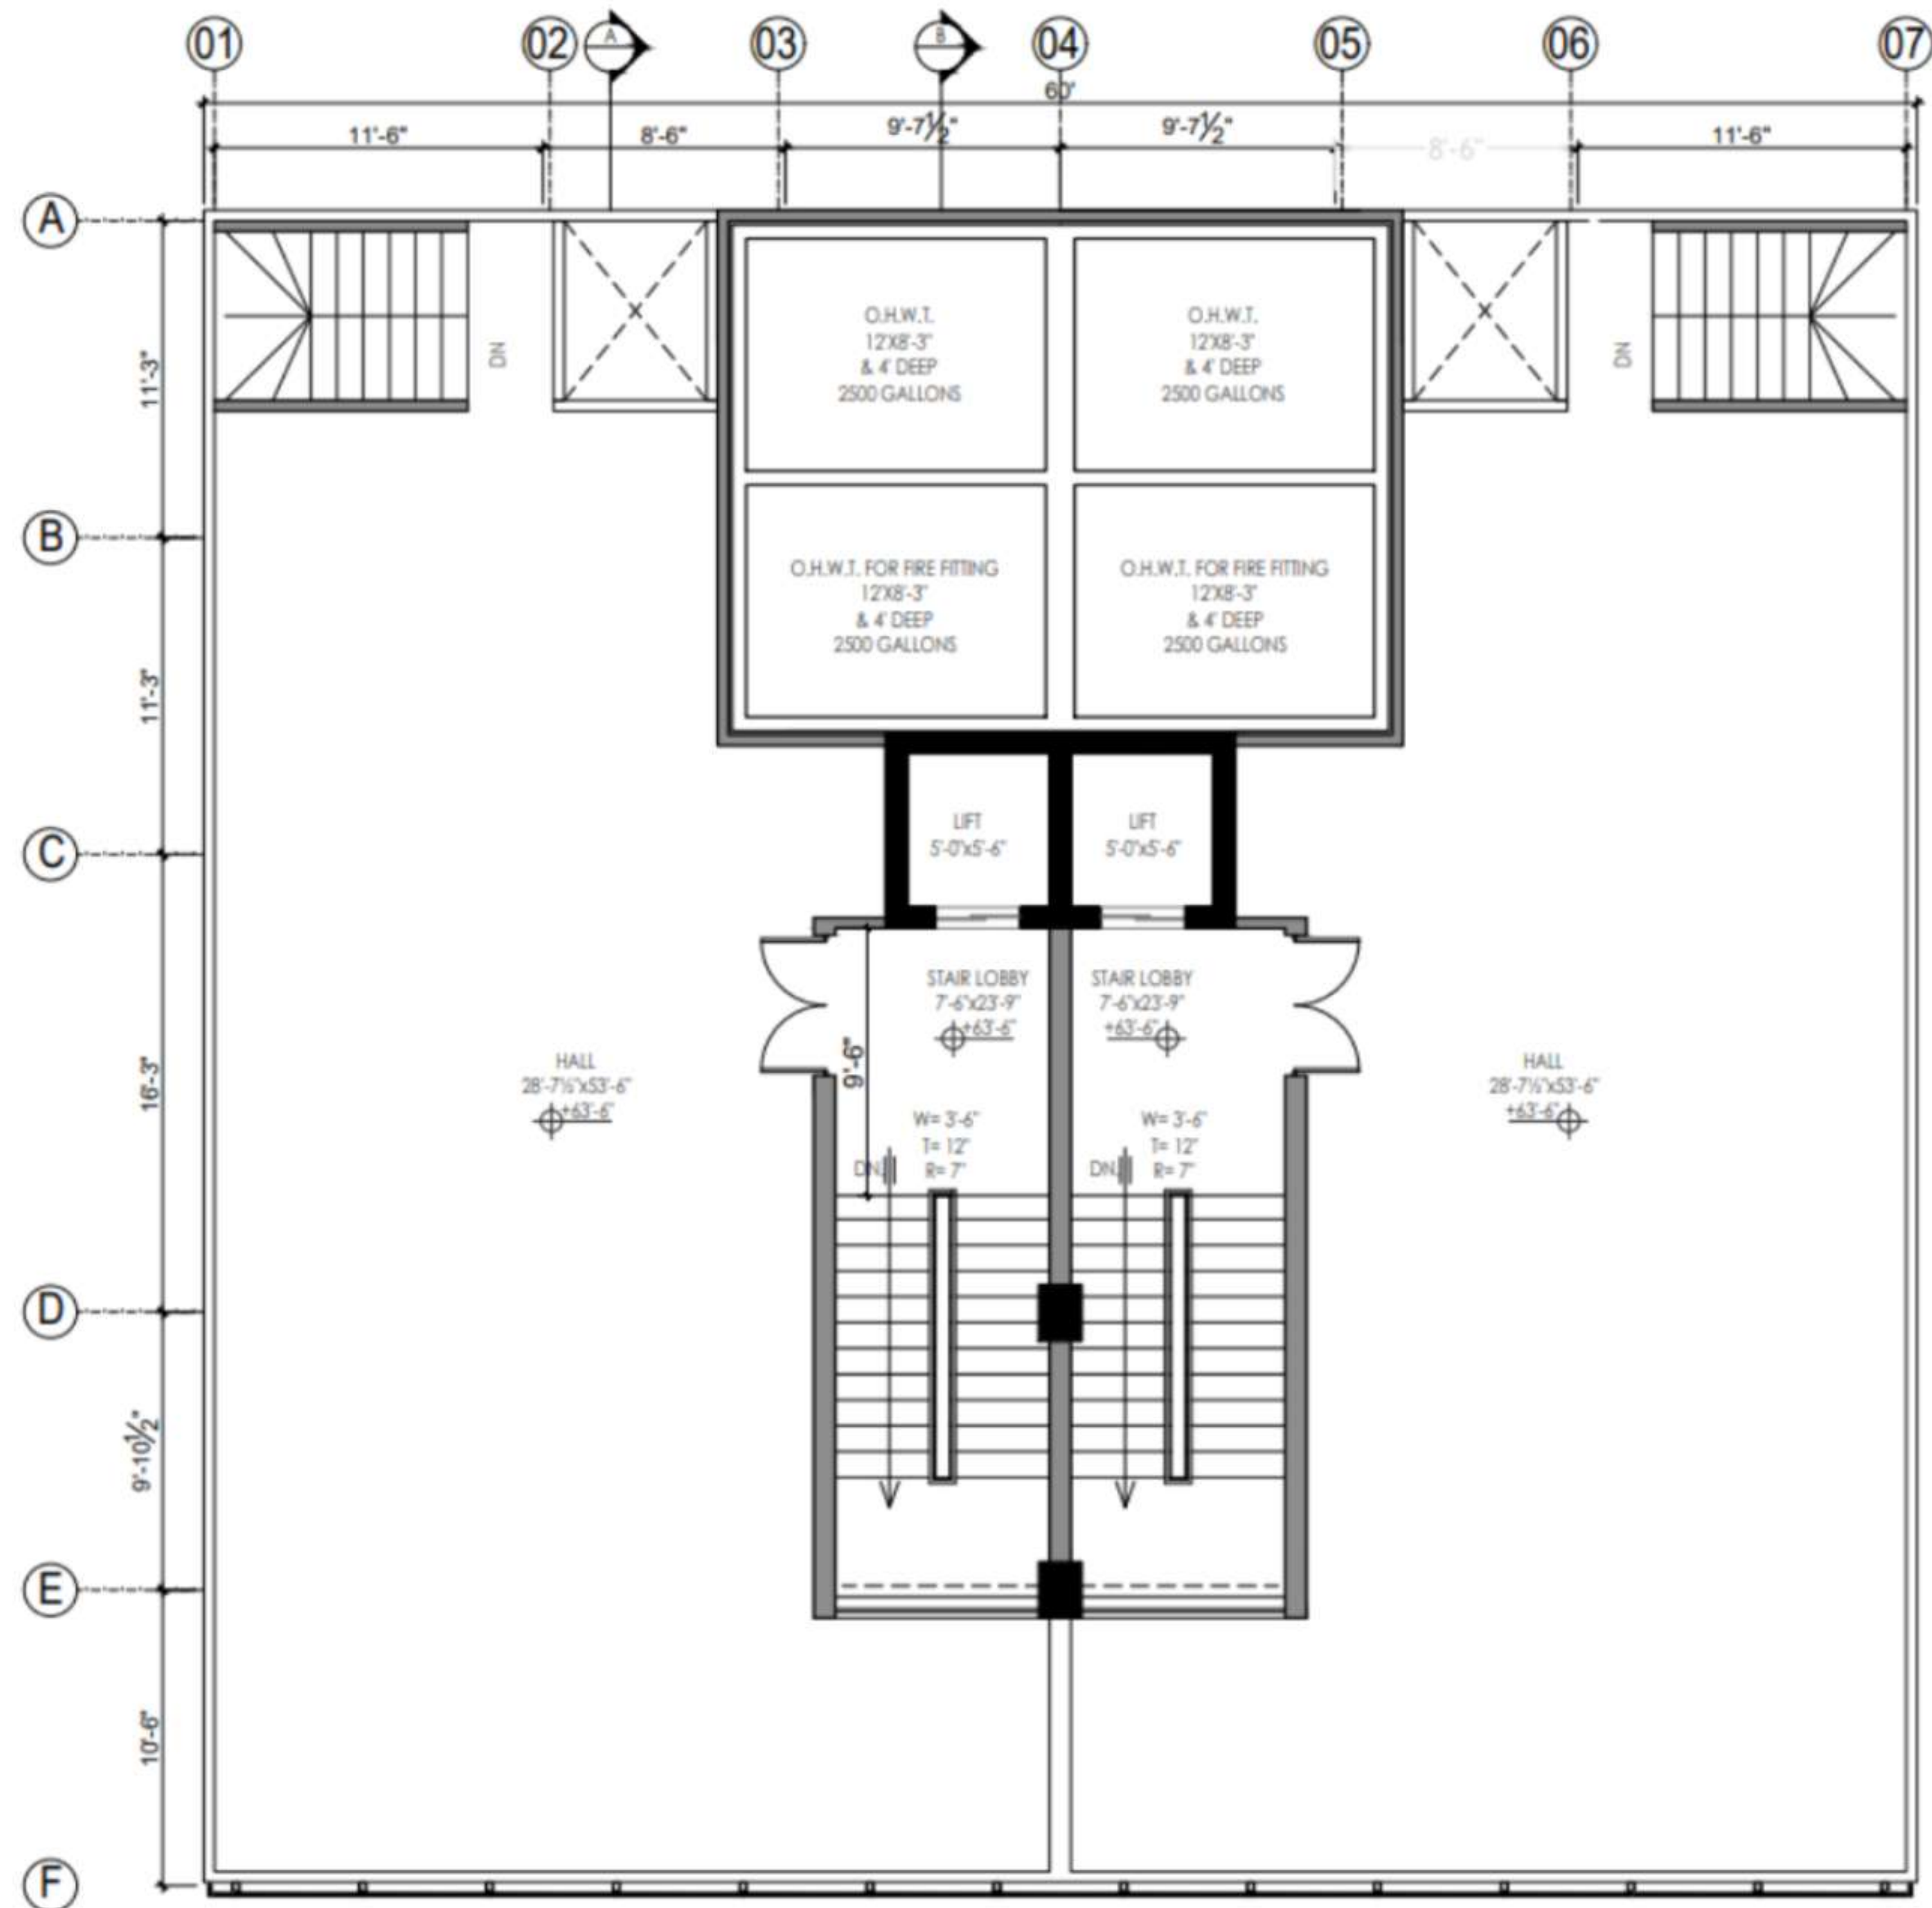 01 02 A 03 B 04 05 06 07
60'
11'-6" 8'-6" 9'-7½" 9'-7½" 8'-6" 11'-6"
A
O.H.W.T. O.H.W.T.
12'X8'-3" 12'X8'-3"
DN DN
& 4' DEEP & 4' DEEP
11'-3"
2500 GALLONS 2500 GALLONS
B
O.H.W.T. FOR FIRE FITTING O.H.W.T. FOR FIRE FITTING
12'X8'-3" 12'X8'-3"
& 4' DEEP & 4' DEEP
2500 GALLONS 2500 GALLONS
11'-3"
LIFT LIFT
5'-0"x5'-6" 5'-0"x5'-6"
C
STAIR LOBBY STAIR LOBBY
7'-6"x23'-9" 7'-6"x23'-9"
+63'-6" +63'-6"
9'-6"
HALL HALL
28'-7½"x53'-6" 28'-7½"x53'-6"
+63'-6" +63'-6"
16'-3"
W= 3'-6" W= 3'-6"
T= 12" T= 12"
DN. R= 7" DN. R= 7"
D
9'-10½"
E
10'-6"
F